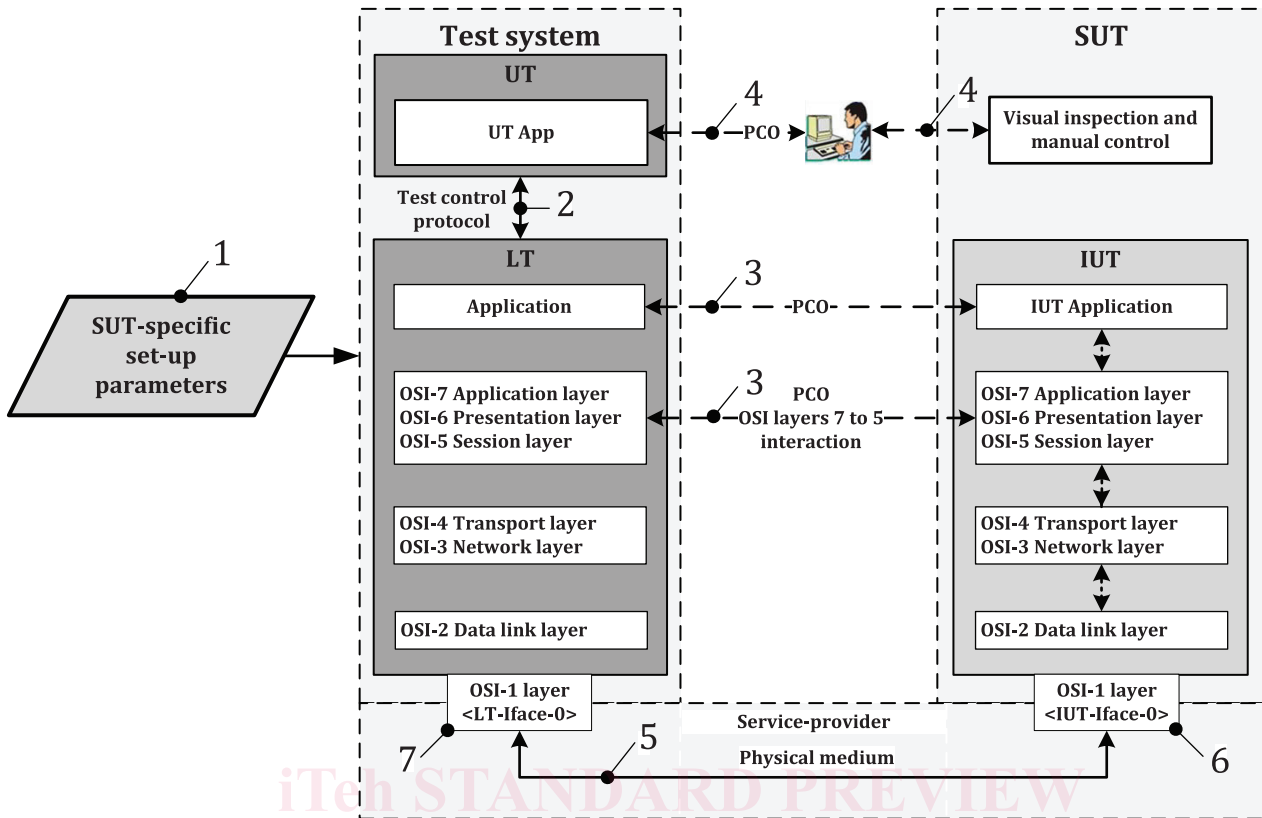 Test system
SUT
UT
UT App
4
PCO
4
Visual inspection and
manual control
Test control
protocol
2
1
SUT-specific
set-up
parameters
LT
IUT
Application
3
PCO
IUT Application
OSI-7 Application layer
OSI-6 Presentation layer
OSI-5 Session layer
3
PCO
OSI layers 7 to 5
interaction
OSI-7 Application layer
OSI-6 Presentation layer
OSI-5 Session layer
OSI-4 Transport layer
OSI-3 Network layer
OSI-4 Transport layer
OSI-3 Network layer
OSI-2 Data link layer
OSI-2 Data link layer
OSI-1 layer
<LT-Iface-0>
OSI-1 layer
<IUT-Iface-0>
Service-provider
7
5
Physical medium
6
iTeh STANDARD PREVIEW